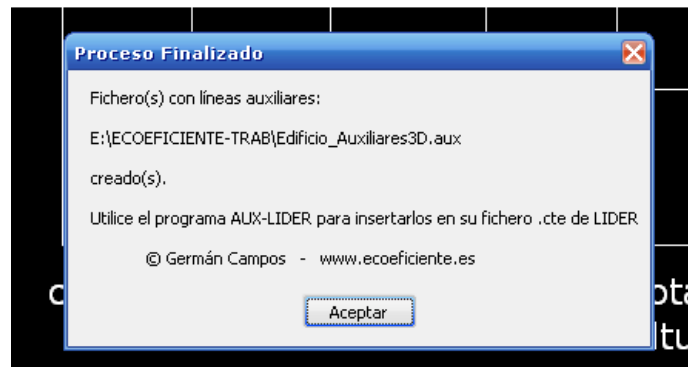 Proceso Finalizado
Fichero(s) con líneas auxiliares:
E:\ECOEFICIENTE-TRAB\Edificio_Auxiliares3D.aux
creado(s).
Utilice el programa AUX-LIDER para insertarlos en su fichero .cte de LIDER
© Germán Campos - www.ecoeficiente.es
Aceptar